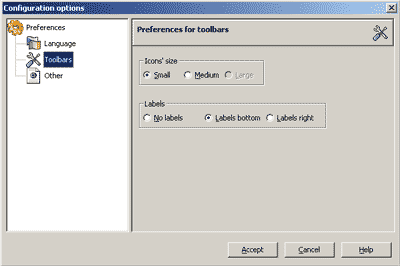 Configuration options
Preferences
Language
Toolbars
Other
Preferences for toolbars
Icons' size
Small Medium Large
Labels
No labels Labels bottom Labels right
Accept Cancel Help